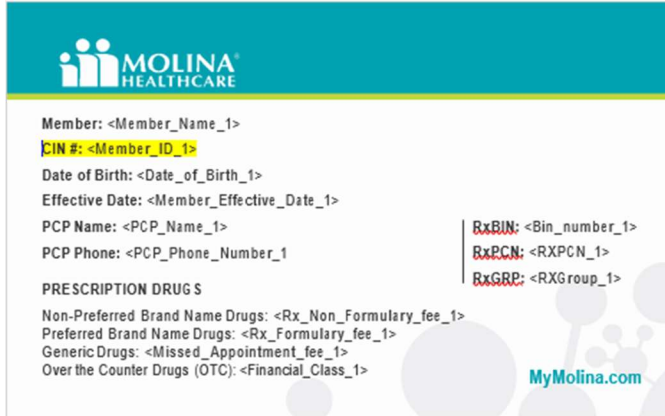 MOLINA®
HEALTHCARE
Member: <Member_Name_1>
CIN #: <Member_ID_1>
Date of Birth: <Date_of_Birth_1>
Effective Date: <Member_Effective_Date_1>
PCP Name: <PCP_Name_1>
PCP Phone: <PCP_Phone_Number_1
RxBIN: <Bin_number_1>
RxPCN: <RXPCN_1>
RxGRP: <RXGroup_1>
PRESCRIPTION DRUGS
Non-Preferred Brand Name Drugs: <Rx_Non_Formulary_fee_1>
Preferred Brand Name Drugs: <Rx_Formulary_fee_1>
Generic Drugs: <Missed_Appointment_fee_1>
Over the Counter Drugs (OTC): <Financial_Class_1>
MyMolina.com